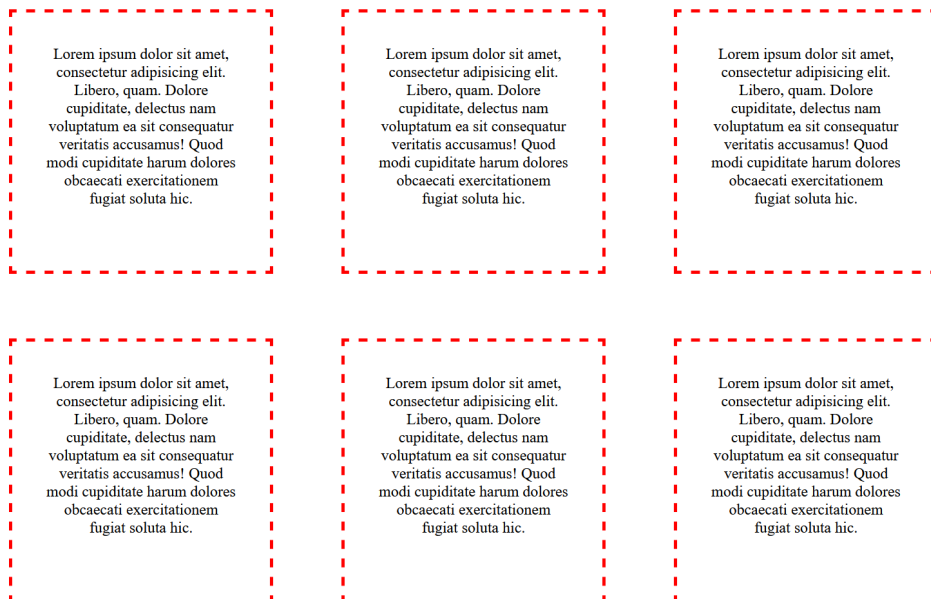 Lorem ipsum dolor sit amet,
consectetur adipisicing elit.
Libero, quam. Dolore
cupiditate, delectus nam
voluptatum ea sit consequatur
veritatis accusamus! Quod
modi cupiditate harum dolores
obcaecati exercitationem
fugiat soluta hic.
Lorem ipsum dolor sit amet,
consectetur adipisicing elit.
Libero, quam. Dolore
cupiditate, delectus nam
voluptatum ea sit consequatur
veritatis accusamus! Quod
modi cupiditate harum dolores
obcaecati exercitationem
fugiat soluta hic.
Lorem ipsum dolor sit amet,
consectetur adipisicing elit.
Libero, quam. Dolore
cupiditate, delectus nam
voluptatum ea sit consequatur
veritatis accusamus! Quod
modi cupiditate harum dolores
obcaecati exercitationem
fugiat soluta hic.
Lorem ipsum dolor sit amet,
consectetur adipisicing elit.
Libero, quam. Dolore
cupiditate, delectus nam
voluptatum ea sit consequatur
veritatis accusamus! Quod
modi cupiditate harum dolores
obcaecati exercitationem
fugiat soluta hic.
Lorem ipsum dolor sit amet,
consectetur adipisicing elit.
Libero, quam. Dolore
cupiditate, delectus nam
voluptatum ea sit consequatur
veritatis accusamus! Quod
modi cupiditate harum dolores
obcaecati exercitationem
fugiat soluta hic.
Lorem ipsum dolor sit amet,
consectetur adipisicing elit.
Libero, quam. Dolore
cupiditate, delectus nam
voluptatum ea sit consequatur
veritatis accusamus! Quod
modi cupiditate harum dolores
obcaecati exercitationem
fugiat soluta hic.